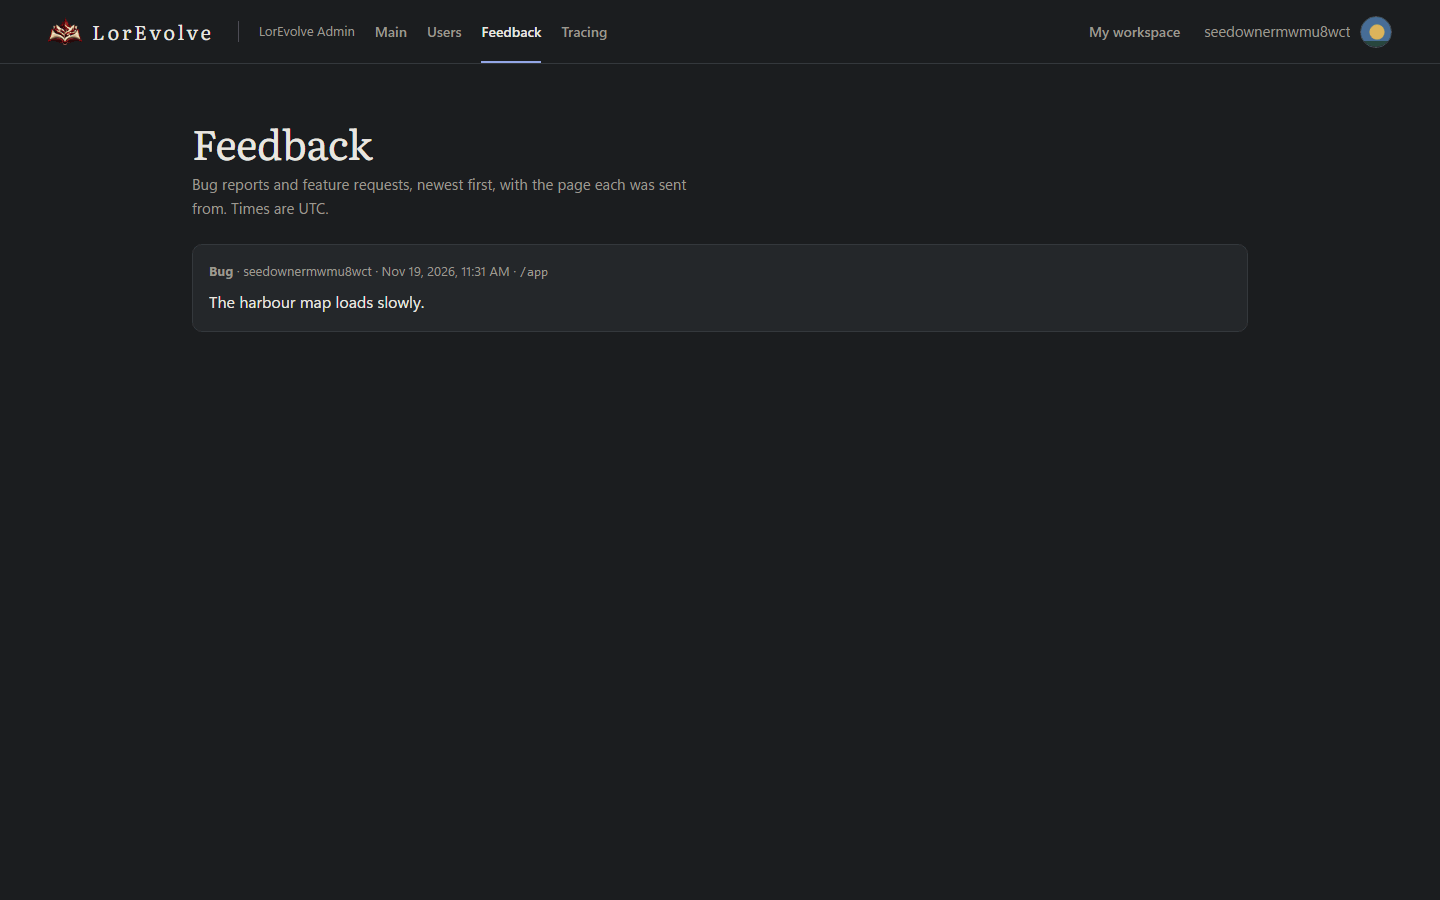 LorEvolve
LorEvolve Admin
Main
Users
Feedback
Tracing
My workspace
seedownermwmu8wct
Feedback
Bug reports and feature requests, newest first, with the page each was sent
from. Times are UTC.
Bug · seedownermwmu8wct · Nov 19, 2026, 11:31 AM · /app
The harbour map loads slowly.